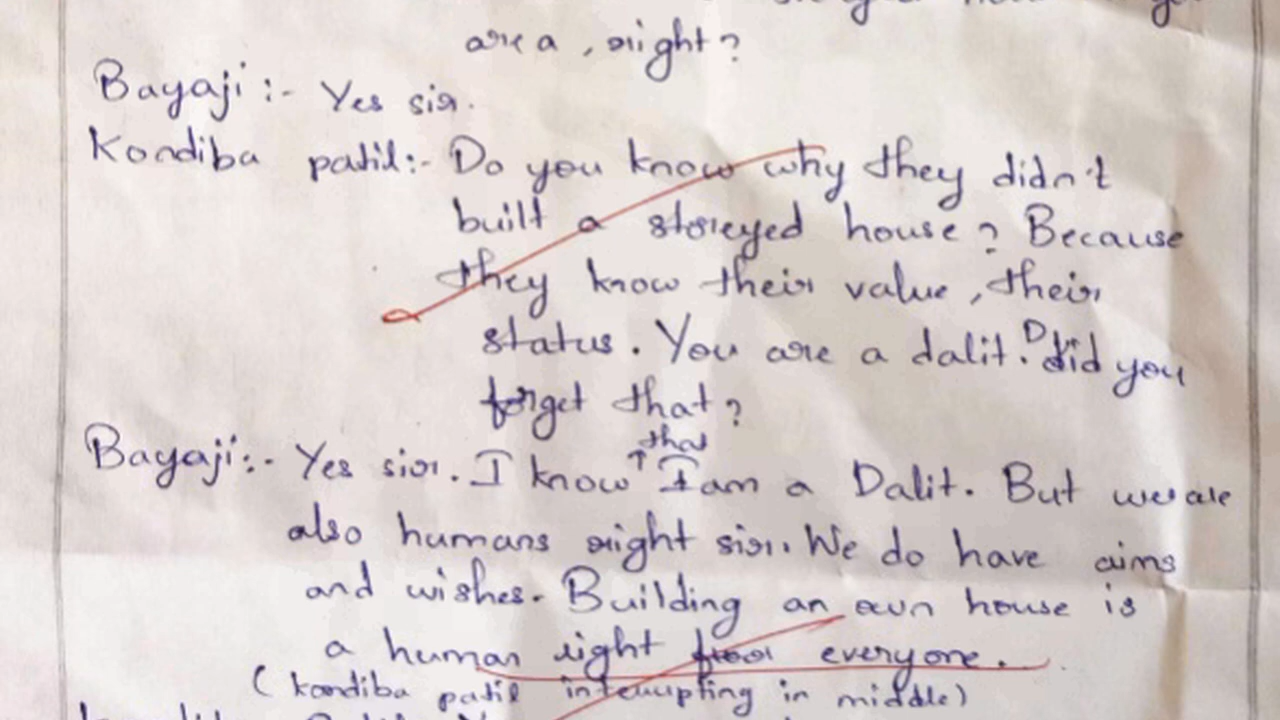 area, right?
Bayaji :- Yes sir.
Kondiba patil:- Do you know why they didn't
built a storeyed house? Because
they know their value, their
status. You are a dalit. Did you
forget that?
that
Bayaji:- Yes sir. I know I am a Dalit. But we are
also humans right sir. We do have aims
and wishes. Building an own house is
a human right for everyone.
(kondiba patil interrupting in middle)